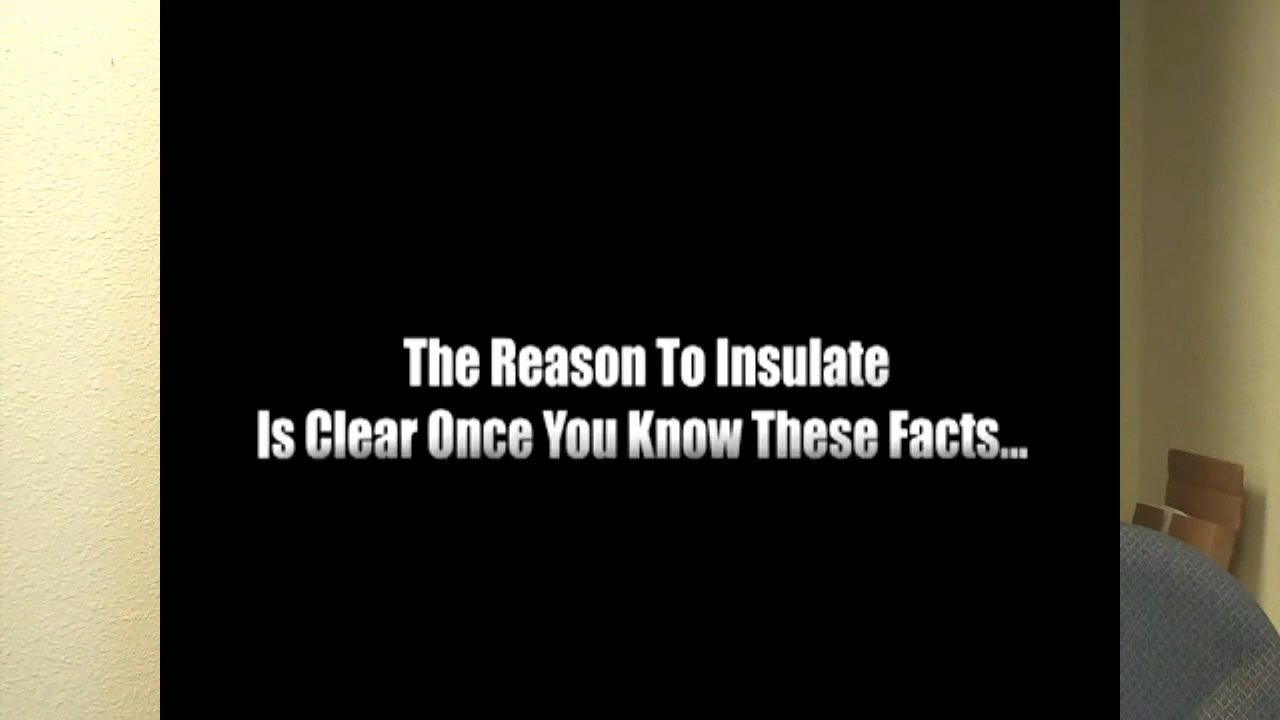 The Reason To Insulate
Is Clear Once You Know These Facts...